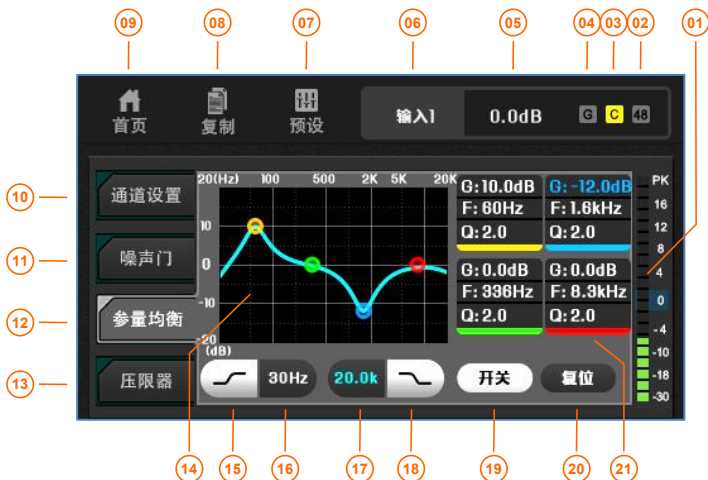 09 08 07 06 05 04 03 02 01
首页 复制 预设 输入1 0.0dB G C 48
10 通道设置
11 噪声门
12 参量均衡
13 压限器
20(Hz) 100 500 2K 5K 20K
10
0
-10
-20
(dB)
G:10.0dB G:-12.0dB
F:60Hz F:1.6kHz
Q:2.0 Q:2.0
G:0.0dB G:0.0dB
F:336Hz F:8.3kHz
Q:2.0 Q:2.0
PK
16
12
8
4
0
-4
-10
-18
-30
30Hz 20.0k 开关 复位
14 15 16 17 18 19 20 21